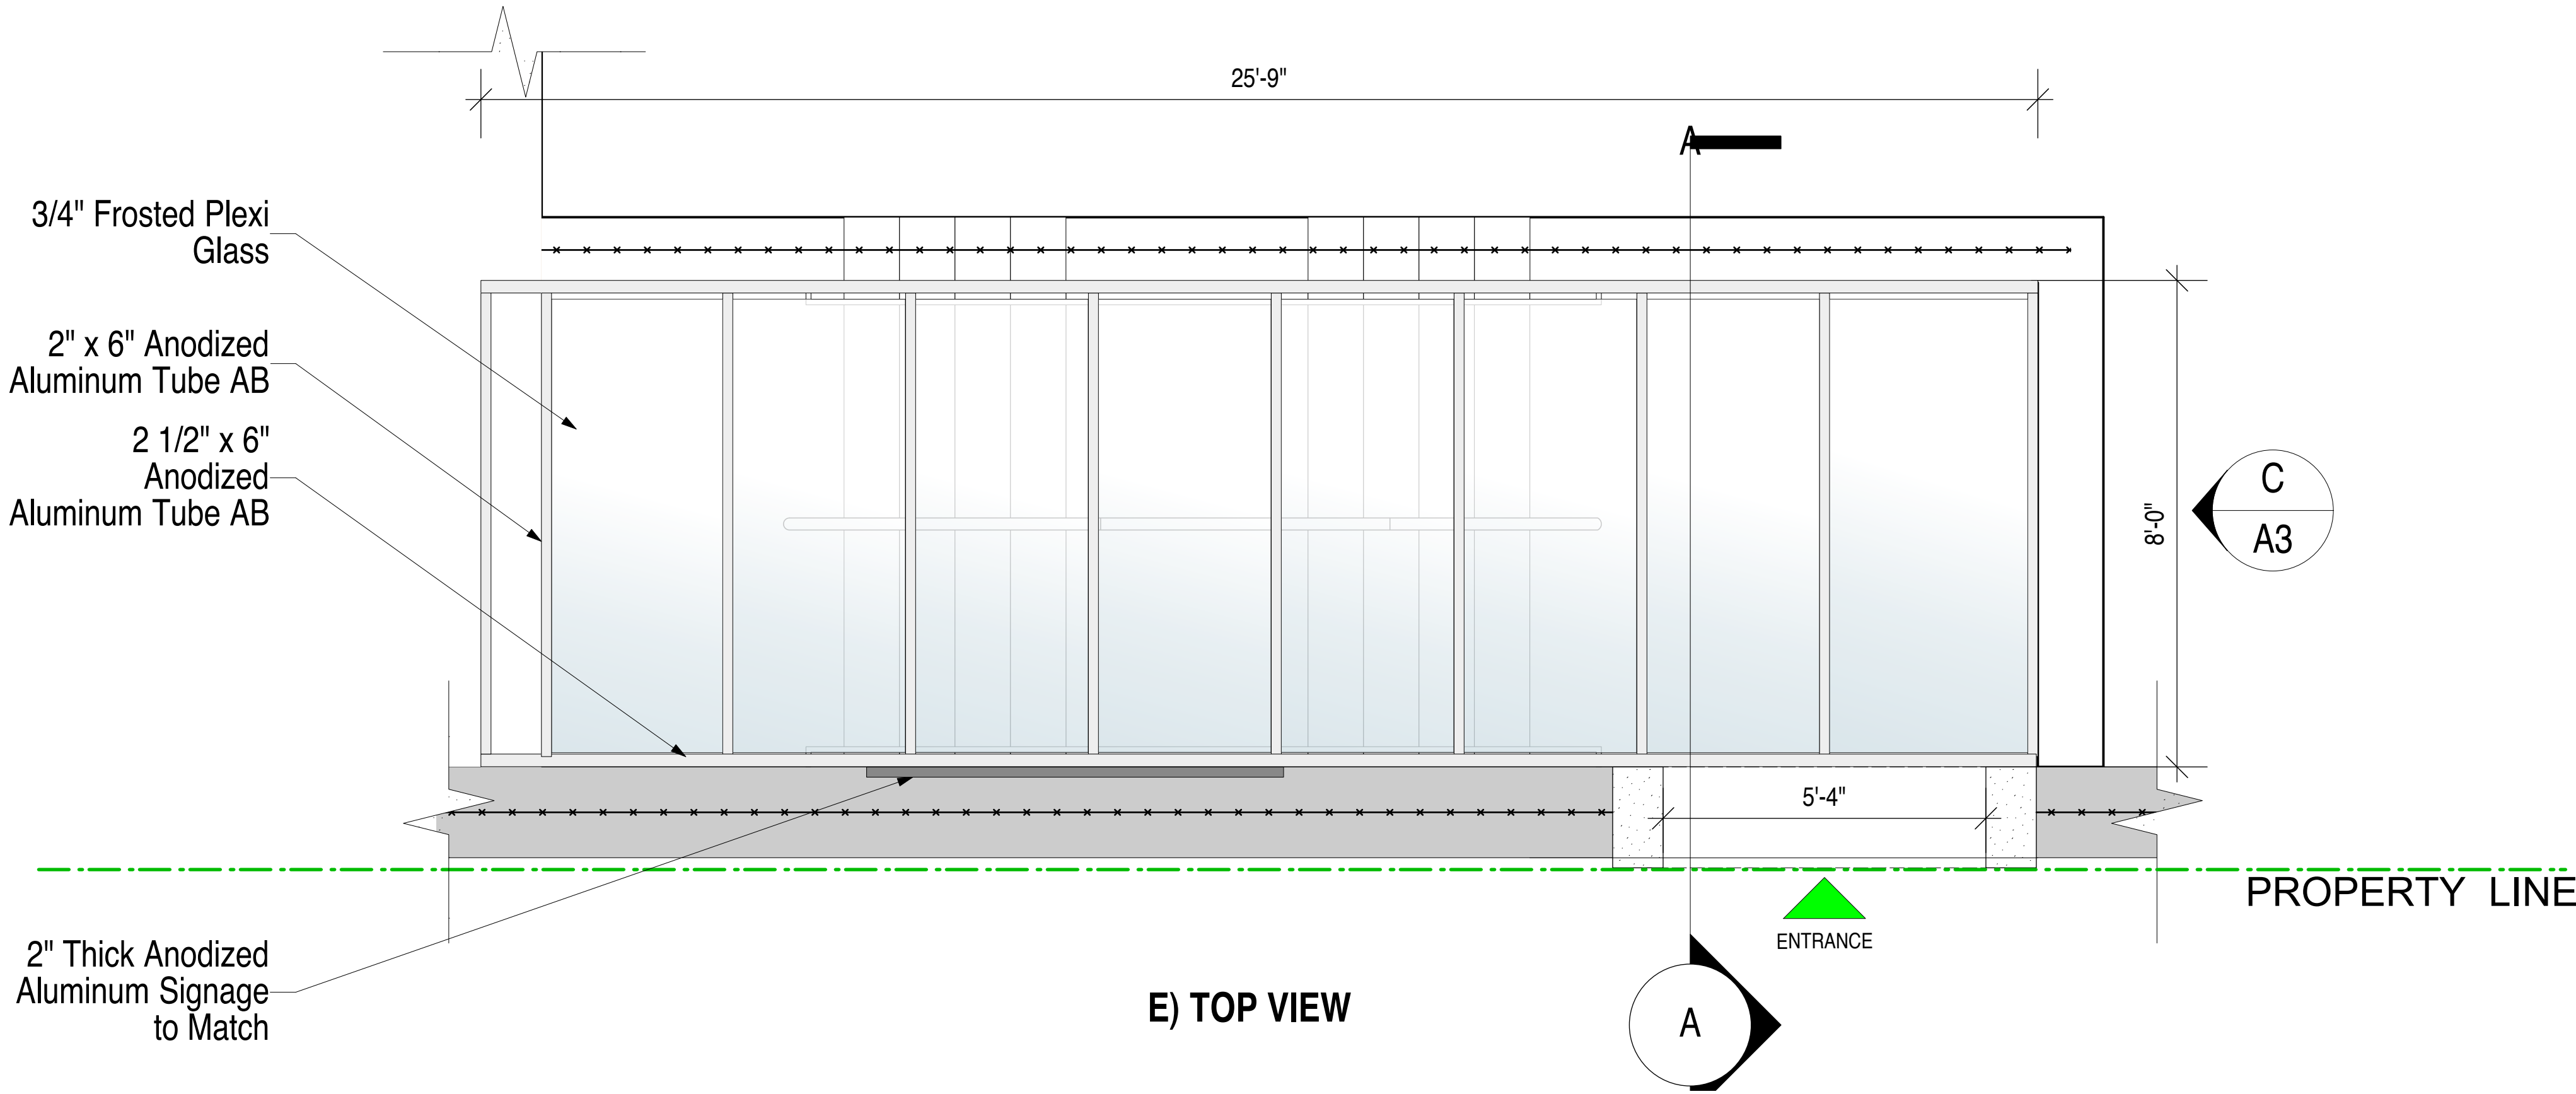 25'-9"
A
3/4" Frosted Plexi
Glass
2" x 6" Anodized
Aluminum Tube AB
2 1/2" x 6"
Anodized
Aluminum Tube AB
C
A3
8'-0"
5'-4"
PROPERTY LINE
ENTRANCE
2" Thick Anodized
Aluminum Signage
to Match
E) TOP VIEW
A